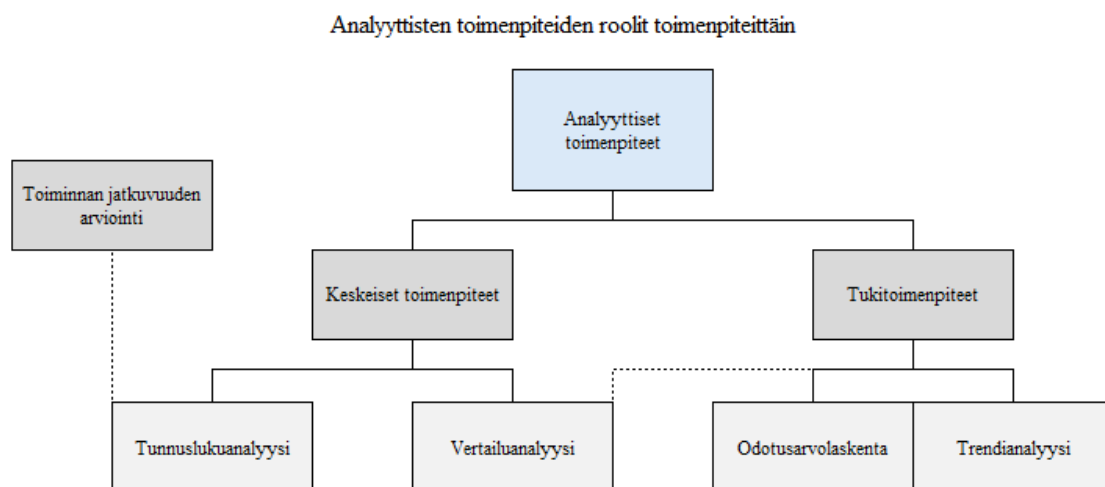 Analyyttisten toimenpiteiden roolit toimenpiteittäin
Analyyttiset
toimenpiteet
Toiminnan jatkuvuuden
arviointi
Keskeiset toimenpiteet
Tukitoimenpiteet
Tunnuslukuanalyysi
Vertailuanalyysi
Odotusarvolaskenta
Trendianalyysi